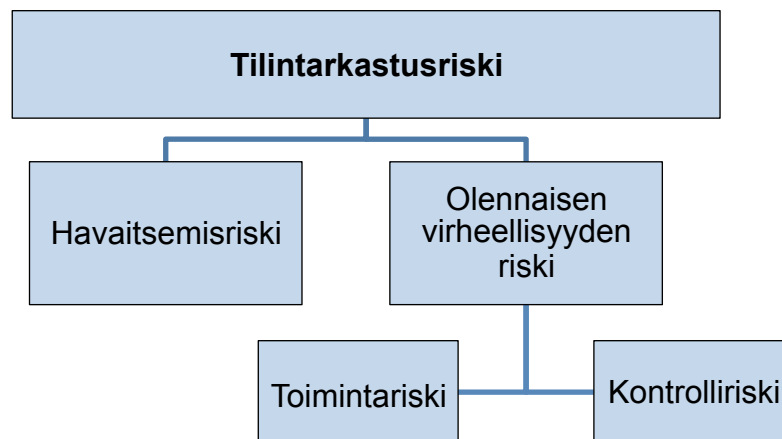 Tilintarkastusriski
Havaitsemisriski
Olennaisen
virheellisyyden
riski
Toimintariski
Kontrolliriski